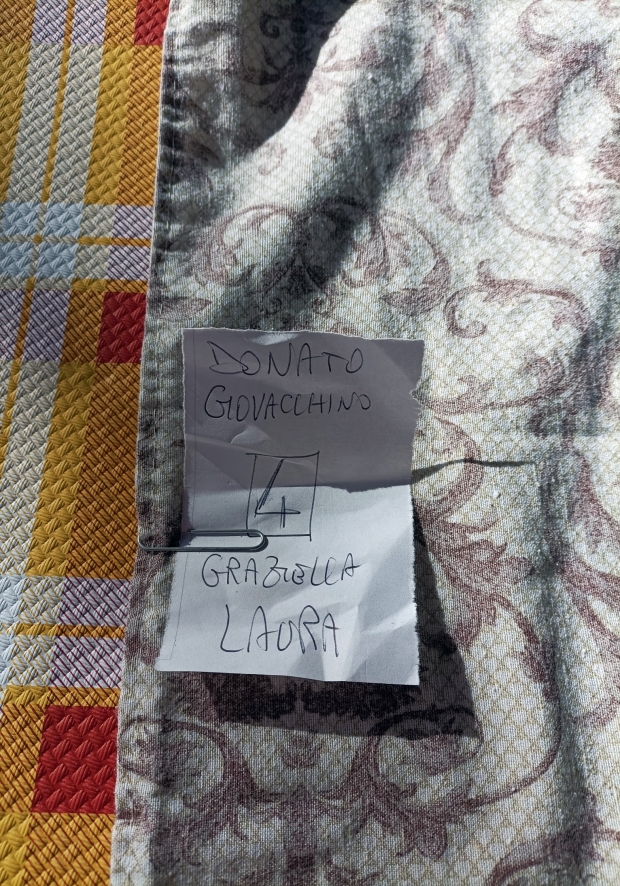 DONATO
GIOVACCHINO
4
GRAZIELLA
LAURA